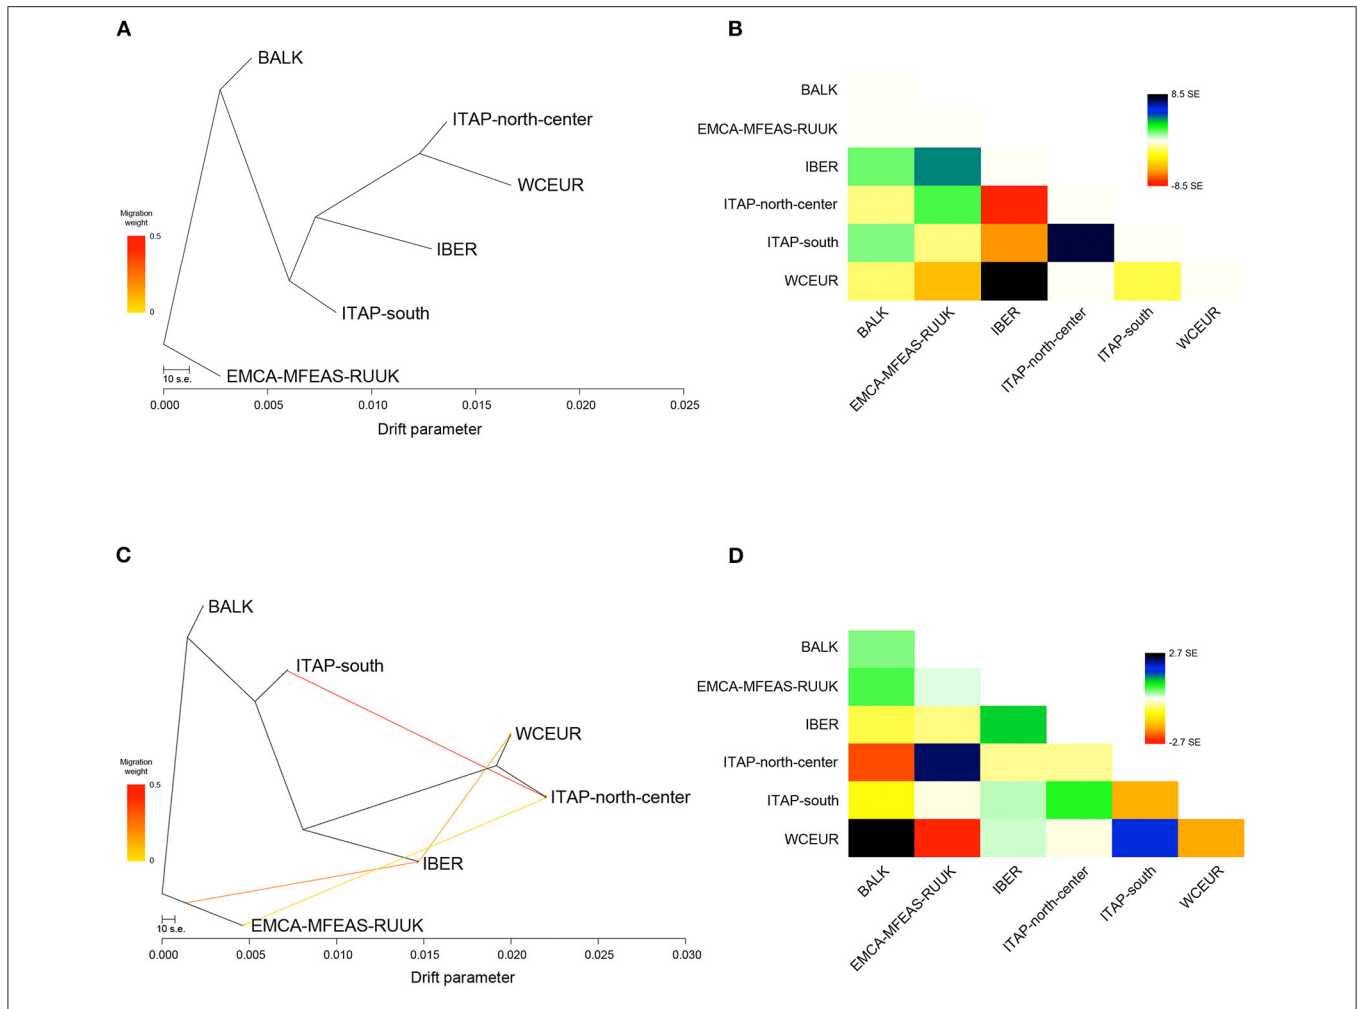 A
BALK
ITAP-north-center
WCEUR
IBER
ITAP-south
EMCA-MFEAS-RUUK
Migration
weight
0.5
0
10 s.e.
0.000 0.005 0.010 0.015 0.020 0.025
Drift parameter
B
BALK
EMCA-MFEAS-RUUK
IBER
ITAP-north-center
ITAP-south
WCEUR
BALK
EMCA-MFEAS-RUUK
IBER
ITAP-north-center
ITAP-south
WCEUR
8.5 SE
-8.5 SE
C
BALK
ITAP-south
WCEUR
ITAP-north-center
IBER
EMCA-MFEAS-RUUK
Migration
weight
0.5
0
10 s.e.
0.000 0.005 0.010 0.015 0.020 0.025 0.030
Drift parameter
D
BALK
EMCA-MFEAS-RUUK
IBER
ITAP-north-center
ITAP-south
WCEUR
BALK
EMCA-MFEAS-RUUK
IBER
ITAP-north-center
ITAP-south
WCEUR
2.7 SE
-2.7 SE